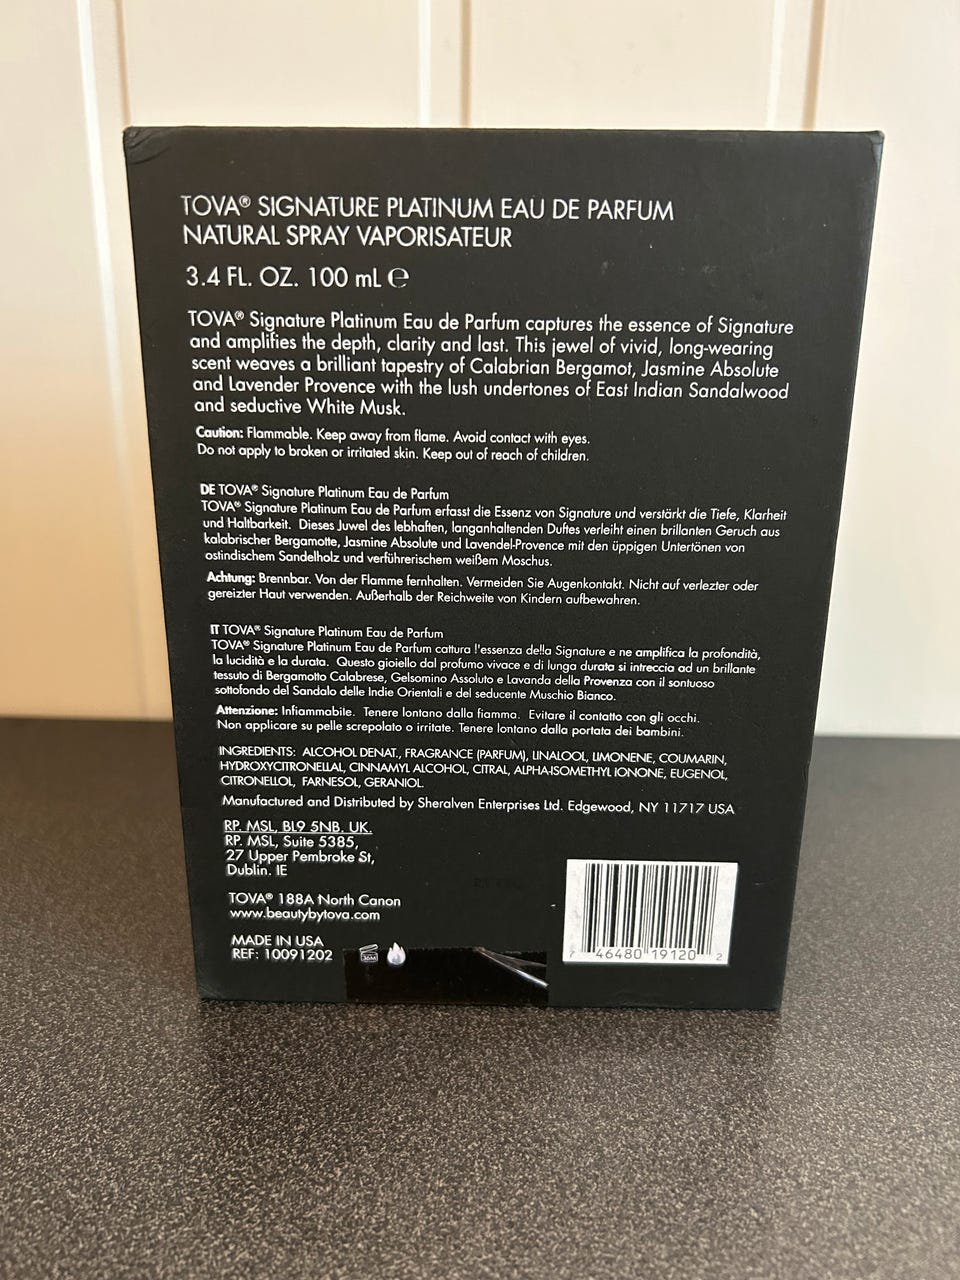 TOVA® SIGNATURE PLATINUM EAU DE PARFUM
NATURAL SPRAY VAPORISATEUR
3.4 FL. OZ. 100 mL ℮
TOVA® Signature Platinum Eau de Parfum captures the essence of Signature
and amplifies the depth, clarity and last. This jewel of vivid, long-wearing
scent weaves a brilliant tapestry of Calabrian Bergamot, Jasmine Absolute
and Lavender Provence with the lush undertones of East Indian Sandalwood
and seductive White Musk.
Caution: Flammable. Keep away from flame. Avoid contact with eyes.
Do not apply to broken or irritated skin. Keep out of reach of children.
DE TOVA® Signature Platinum Eau de Parfum
TOVA® Signature Platinum Eau de Parfum erfasst die Essenz von Signature und verstärkt die Tiefe, Klarheit
und Haltbarkeit. Dieses Juwel des lebhaften, langanhaltenden Duftes verleiht einen brillanten Geruch aus
kalabrischer Bergamotte, Jasmine Absolute und Lavendel-Provence mit den üppigen Untertönen von
ostindischem Sandelholz und verführerischem weißem Moschus.
Achtung: Brennbar. Von der Flamme fernhalten. Vermeiden Sie Augenkontakt. Nicht auf verlezter oder
gereizter Haut verwenden. Außerhalb der Reichweite von Kindern aufbewahren.
IT TOVA® Signature Platinum Eau de Parfum
TOVA® Signature Platinum Eau de Parfum cattura l'essenza della Signature e ne amplifica la profondità,
la lucidità e la durata. Questo gioiello dal profumo vivace e di lunga durata si intreccia ad un brillante
tessuto di Bergamotto Calabrese, Gelsomino Assoluto e Lavanda della Provenza con il sontuoso
sottofondo del Sandalo delle Indie Orientali e del seducente Muschio Bianco.
Attenzione: Infiammabile. Tenere lontano dalla fiamma. Evitare il contatto con gli occhi.
Non applicare su pelle screpolato o irritate. Tenere lontano dalla portata dei bambini.
INGREDIENTS: ALCOHOL DENAT., FRAGRANCE (PARFUM), LINALOOL, LIMONENE, COUMARIN,
HYDROXYCITRONELLAL, CINNAMYL ALCOHOL, CITRAL, ALPHA-ISOMETHYL IONONE, EUGENOL,
CITRONELLOL, FARNESOL, GERANIOL.
Manufactured and Distributed by Sheralven Enterprises Ltd. Edgewood, NY 11717 USA
RP. MSL, BL9 5NB. UK.
RP. MSL, Suite 5385,
27 Upper Pembroke St,
Dublin. IE
TOVA® 188A North Canon
www.beautybytova.com
MADE IN USA
REF: 10091202
36M
7 46480 19120 2